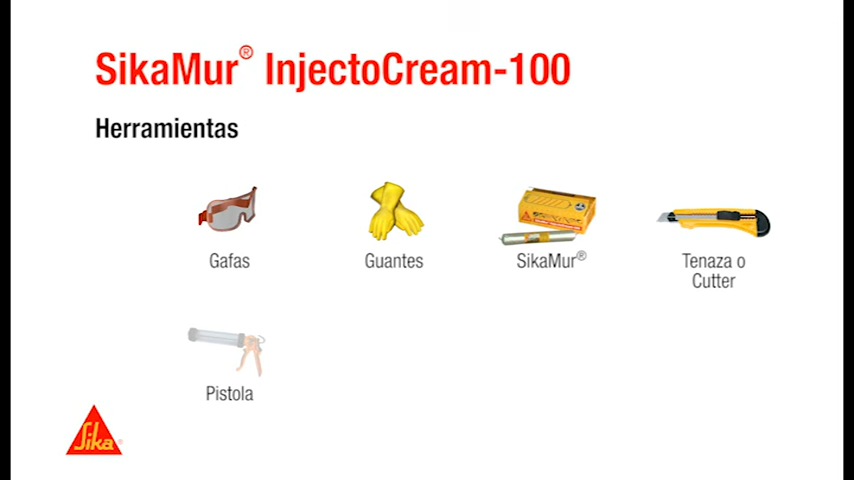 SikaMur® InjectoCream-100
Herramientas
Gafas
Guantes
SikaMur®
Tenaza o
Cutter
Pistola
Sika®